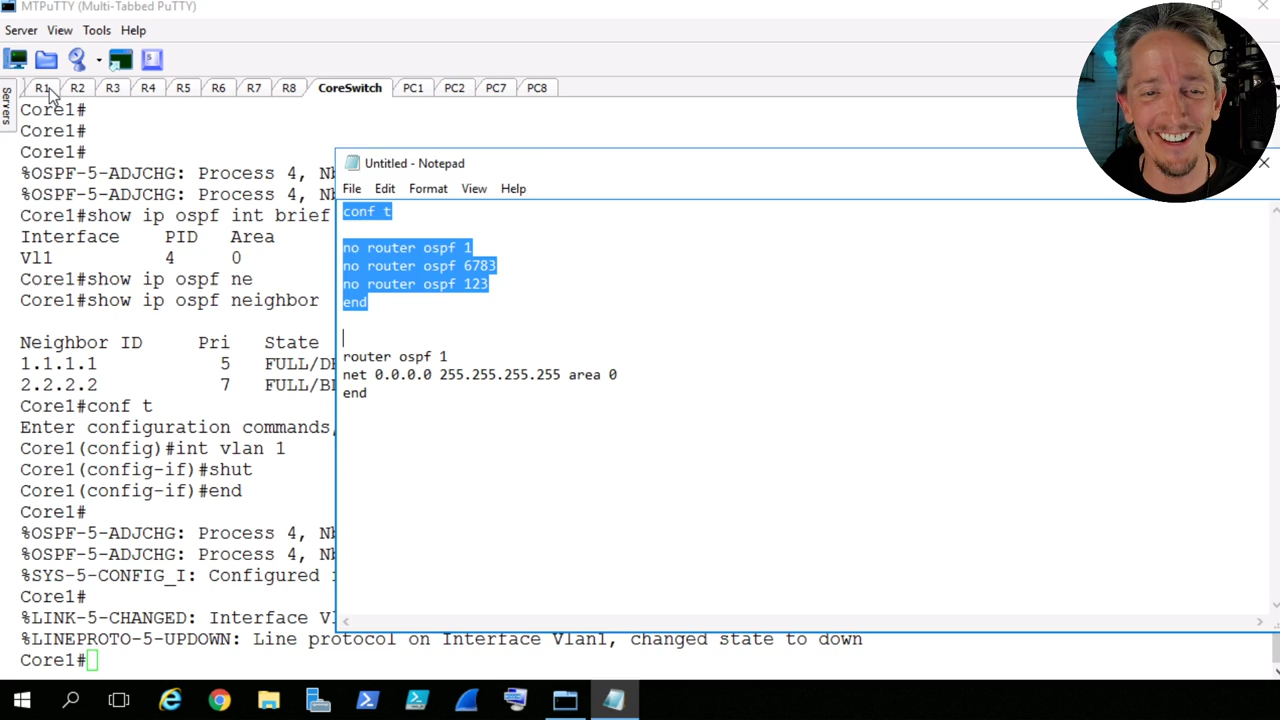 MTPuTTY (Multi-Tabbed PuTTY)
Server View Tools Help
R1 R2 R3 R4 R5 R6 R7 R8 CoreSwitch PC1 PC2 PC7 PC8
Servers
Core1#
Core1#
Core1#
%OSPF-5-ADJCHG: Process 4, Nb
%OSPF-5-ADJCHG: Process 4, Nb
Core1#show ip ospf int brief
Interface PID Area
Vl1 4 0
Core1#show ip ospf ne
Core1#show ip ospf neighbor
Neighbor ID Pri State
1.1.1.1 5 FULL/DR
2.2.2.2 7 FULL/B
Core1#conf t
Enter configuration commands,
Core1(config)#int vlan 1
Core1(config-if)#shut
Core1(config-if)#end
Core1#
%OSPF-5-ADJCHG: Process 4, Nb
%OSPF-5-ADJCHG: Process 4, Nb
%SYS-5-CONFIG_I: Configured
Core1#
%LINK-5-CHANGED: Interface Vl
%LINEPROTO-5-UPDOWN: Line protocol on Interface Vlan1, changed state to down
Core1#
Untitled - Notepad
File Edit Format View Help
conf t
no router ospf 1
no router ospf 6783
no router ospf 123
end
router ospf 1
net 0.0.0.0 255.255.255.255 area 0
end